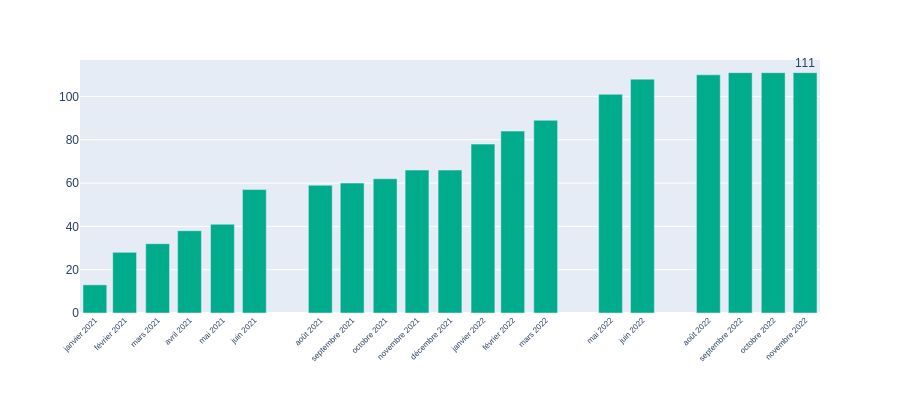 111
100
80
60
40
20
0
janvier 2021
février 2021
mars 2021
avril 2021
mai 2021
juin 2021
août 2021
septembre 2021
octobre 2021
novembre 2021
décembre 2021
janvier 2022
février 2022
mars 2022
mai 2022
juin 2022
août 2022
septembre 2022
octobre 2022
novembre 2022